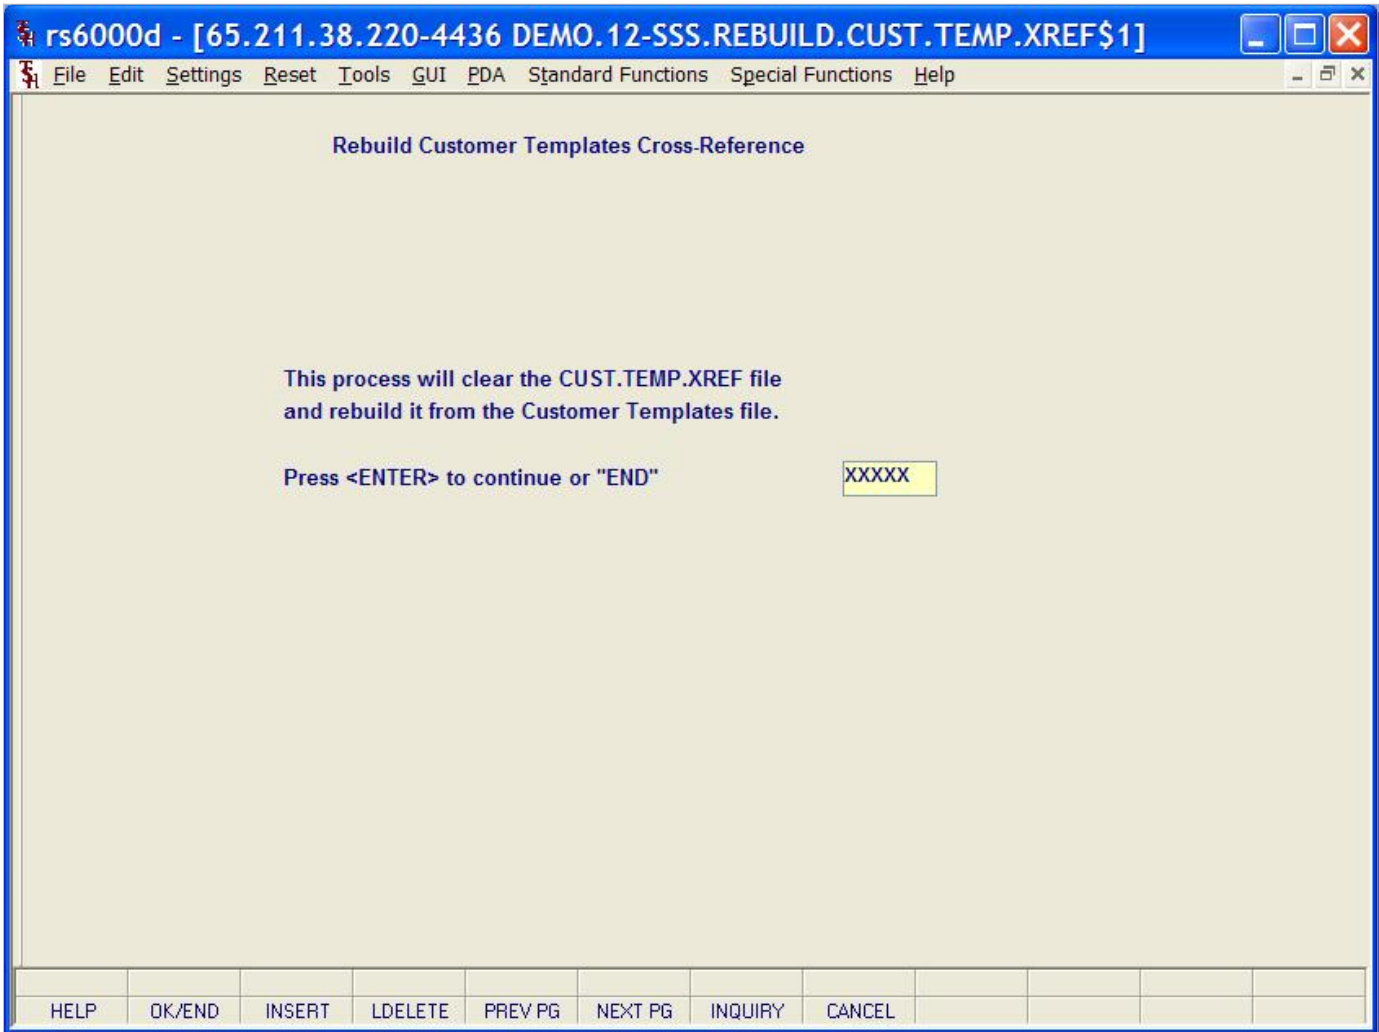 rs6000d - [65.211.38.220-4436 DEMO.12-SSS.REBUILD.CUST.TEMP.XREF$1]
File Edit Settings Reset Tools GUI PDA Standard Functions Special Functions Help
Rebuild Customer Templates Cross-Reference
This process will clear the CUST.TEMP.XREF file
and rebuild it from the Customer Templates file.
Press <ENTER> to continue or "END" XXXXX
HELP OK/END INSERT LDELETE PREV PG NEXT PG INQUIRY CANCEL